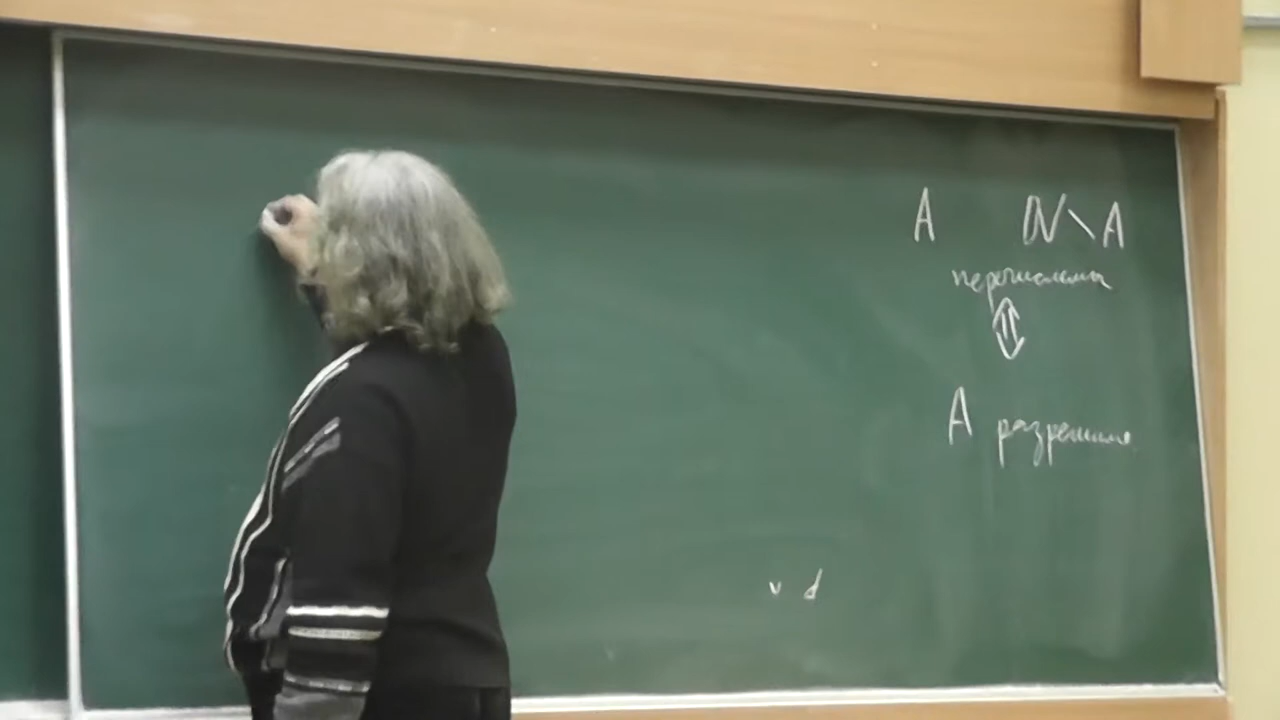 A ℕ \ A
перечислимы
⇕
A разрешимо
v d